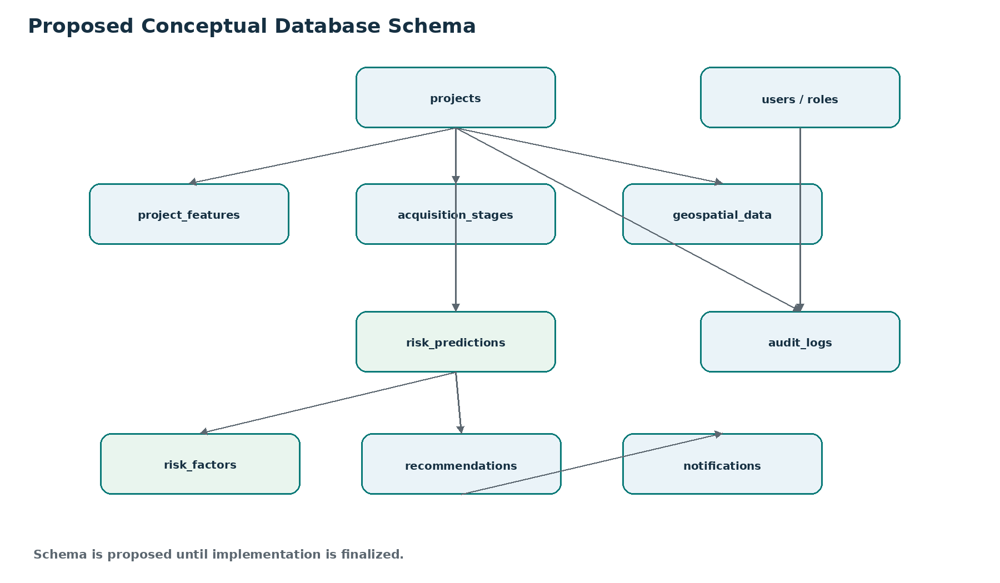 Proposed Conceptual Database Schema
projects
users / roles
project_features
acquisition_stages
geospatial_data
risk_predictions
audit_logs
risk_factors
recommendations
notifications
Schema is proposed until implementation is finalized.